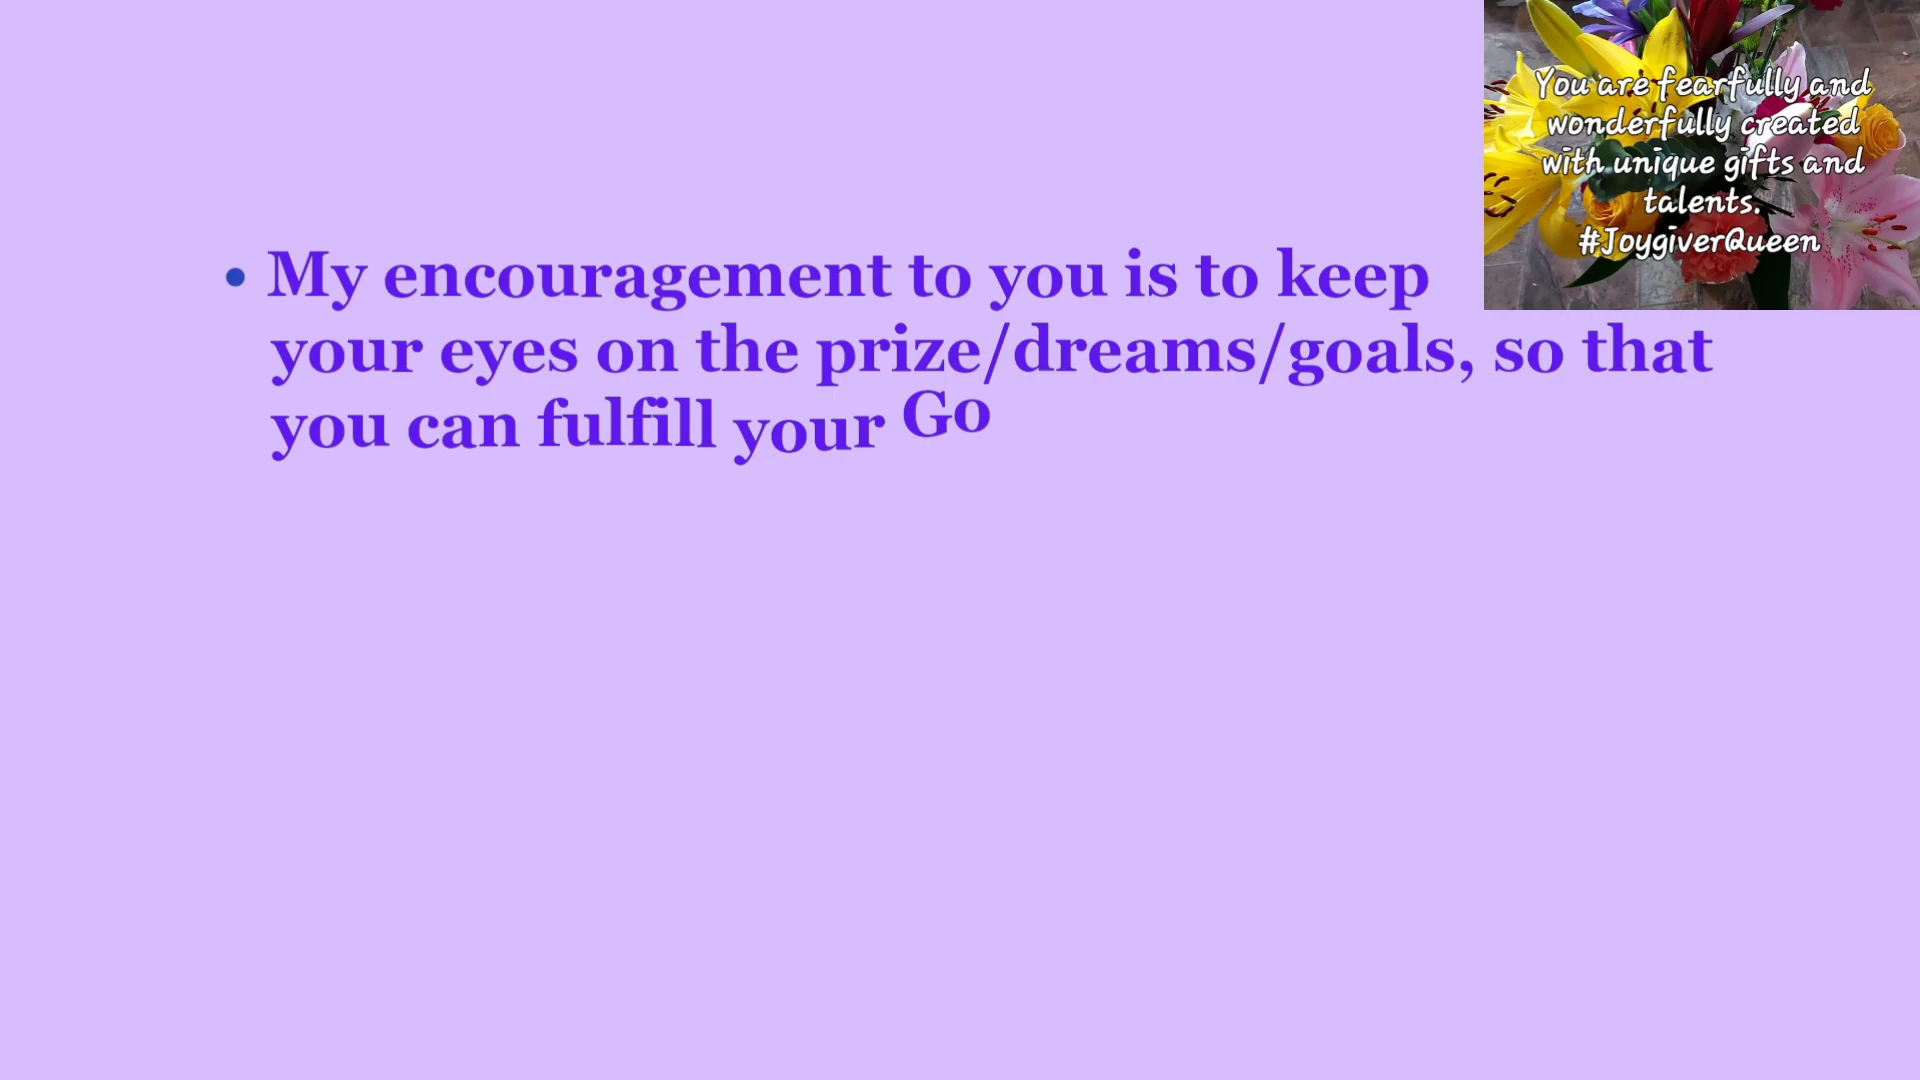 You are fearfully and
wonderfully created
with unique gifts and
talents.
#JoygiverQueen
• My encouragement to you is to keep
your eyes on the prize/dreams/goals, so that
you can fulfill your Go